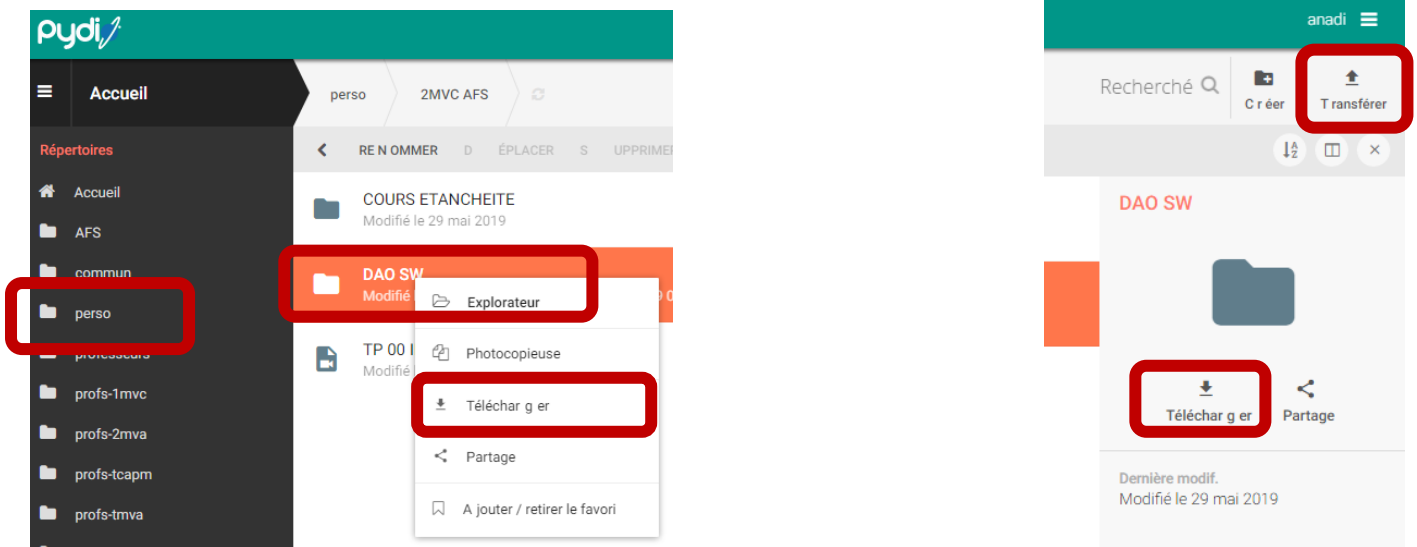 pydi
anadi
Accueil
perso
2MVC AFS
Recherché
C r éer
T ransférer
Répertoires
RE N OMMER D ÉPLACER S UPPRIMER
Accueil
COURS ETANCHEITE
Modifié le 29 mai 2019
DAO SW
AFS
commun
DAO SW
Modifié
Explorateur
perso
professeurs
TP 00
Modifié
Photocopieuse
profs-1mvc
Téléchar g er
Téléchar g er
Partage
profs-2mva
Partage
profs-tcapm
Dernière modif.
Modifié le 29 mai 2019
profs-tmva
A jouter / retirer le favori